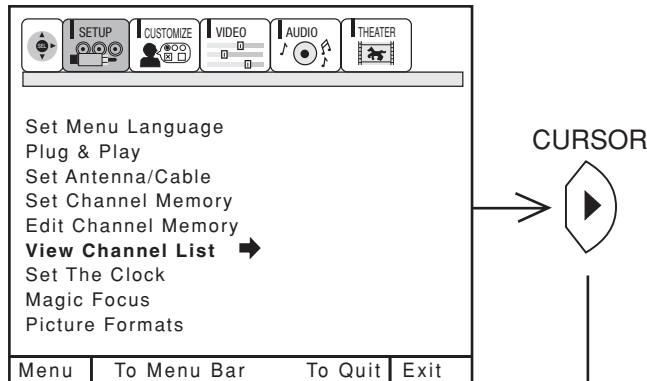 SEL SETUP CUSTOMIZE VIDEO AUDIO THEATER
Set Menu Language
Plug & Play
Set Antenna/Cable
Set Channel Memory
Edit Channel Memory
View Channel List
Set The Clock
Magic Focus
Picture Formats
Menu To Menu Bar To Quit Exit
CURSOR